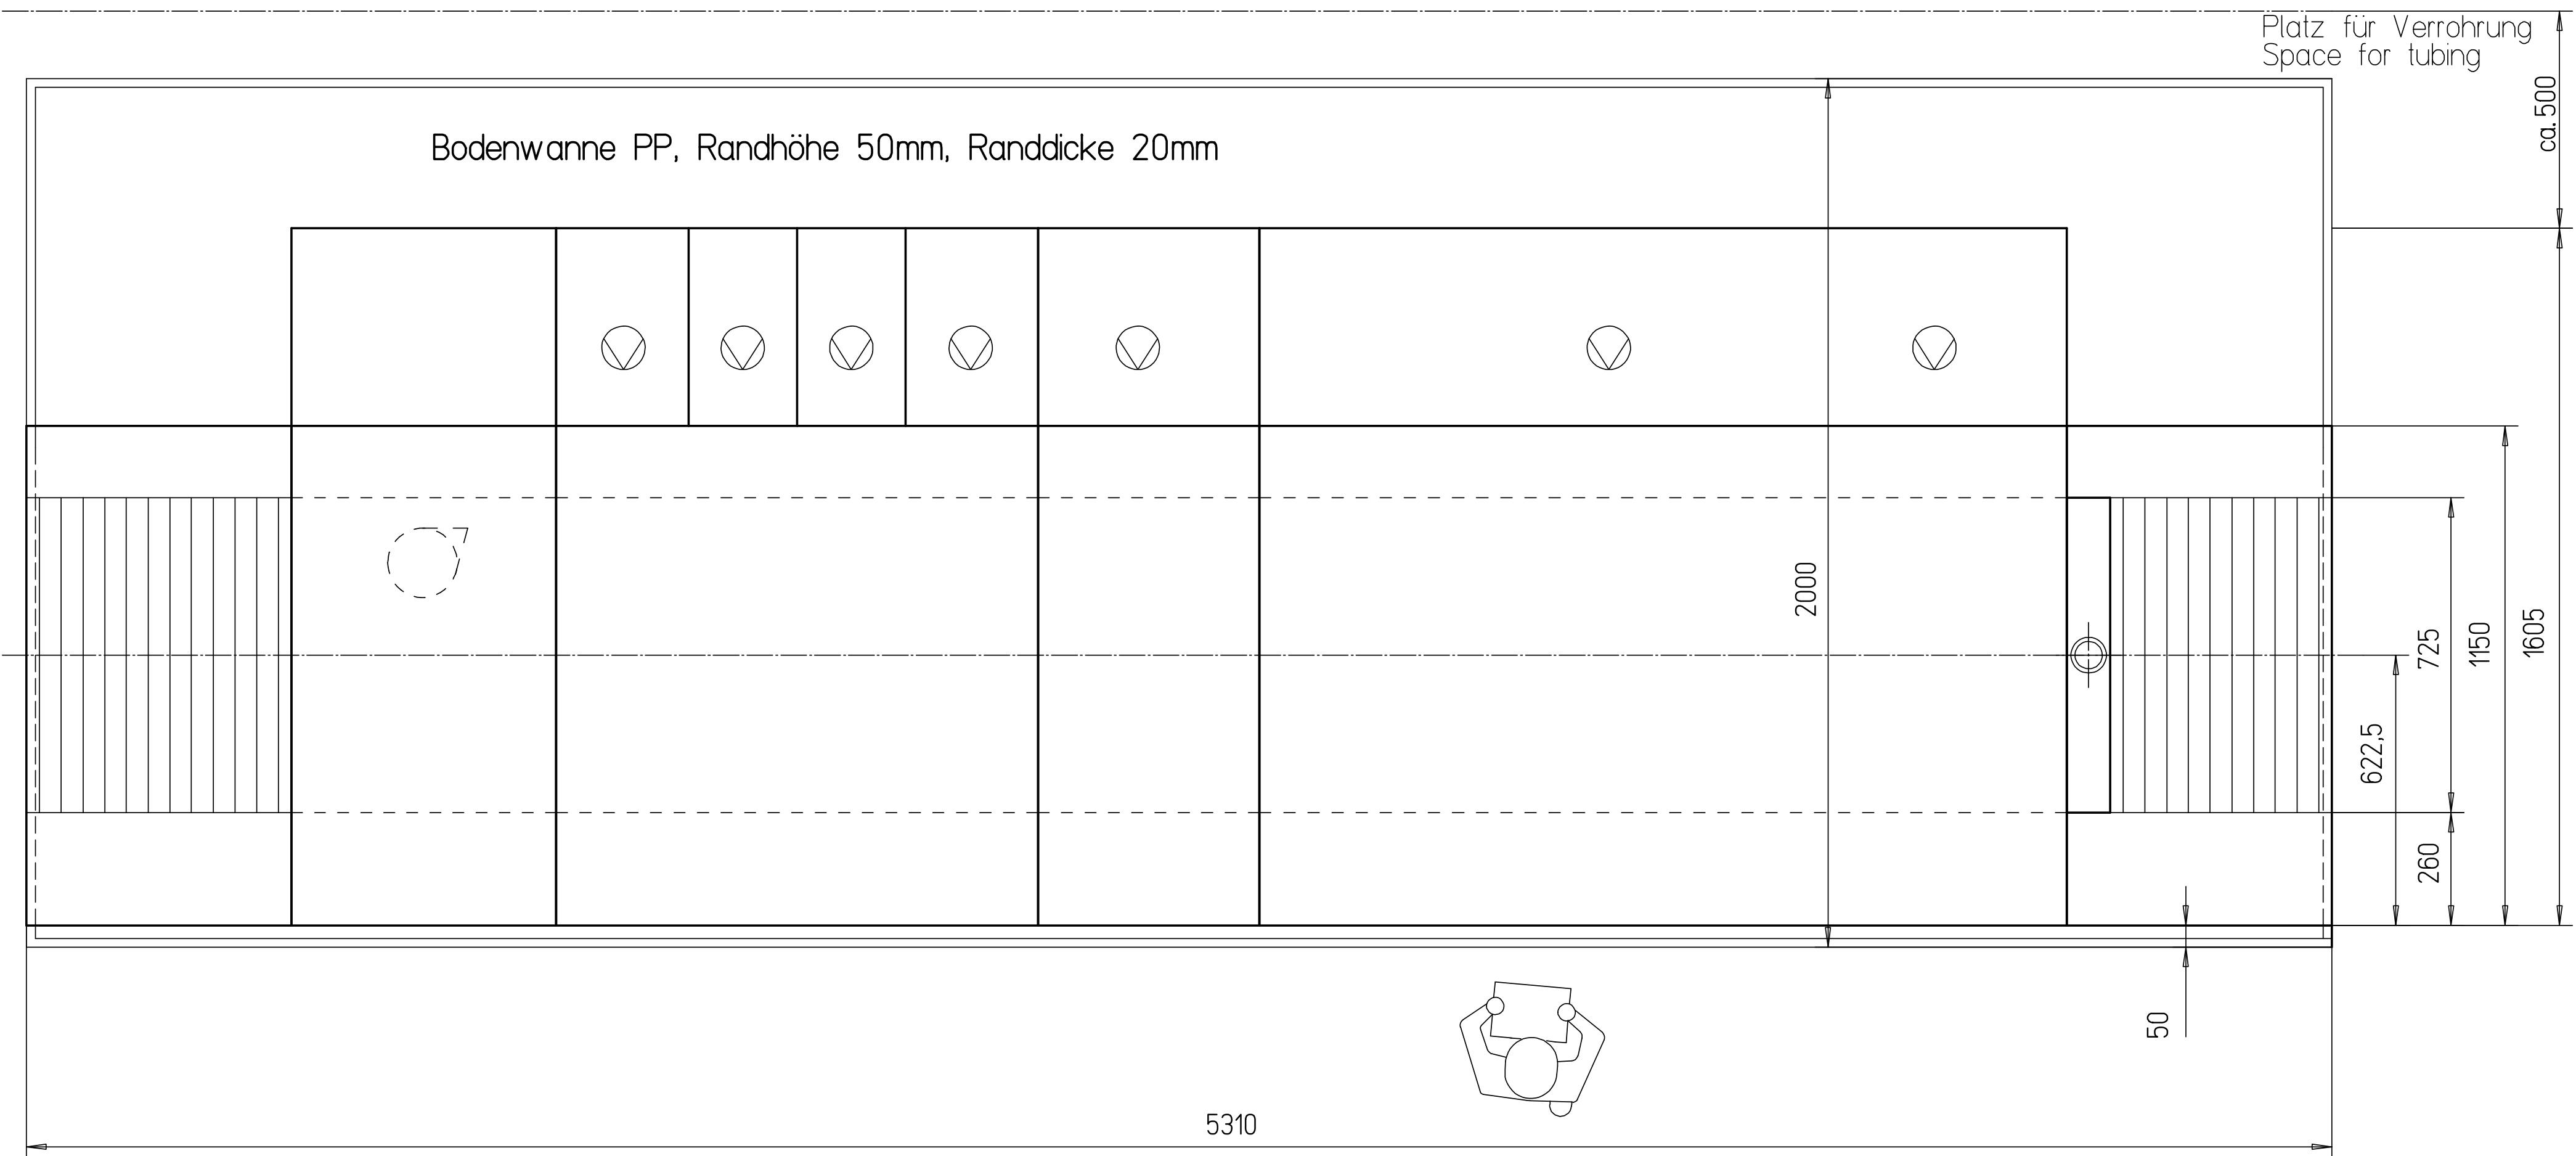 Platz für Verrohrung
Space for tubing
ca. 500
Bodenwanne PP, Randhöhe 50mm, Randdicke 20mm
2000
725
1150
1605
622,5
260
50
5310